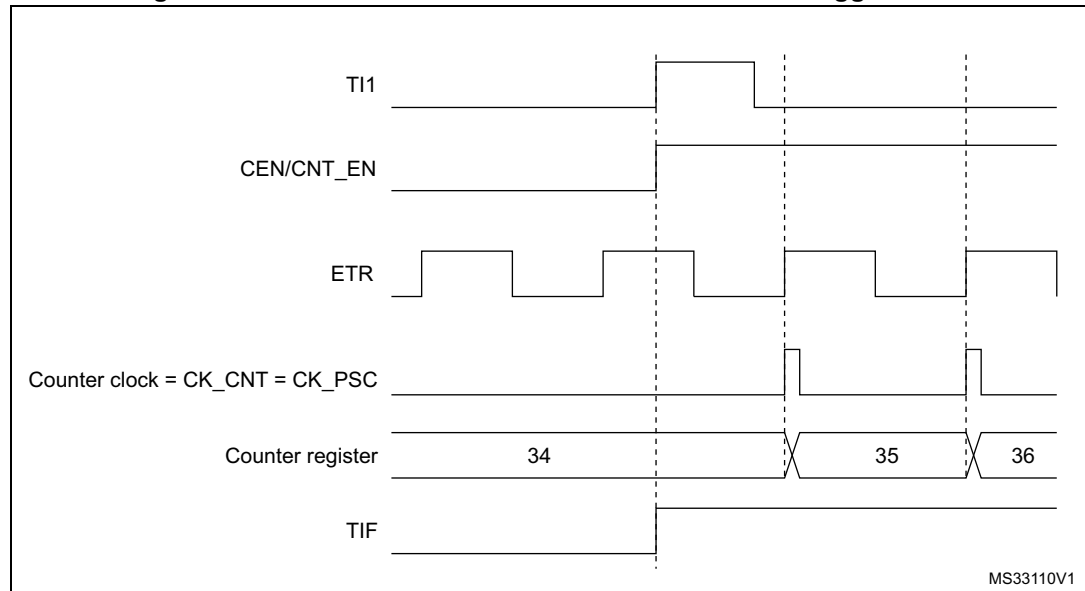 TI1
CEN/CNT_EN
ETR
Counter clock = CK_CNT = CK_PSC
Counter register 34 35 36
TIF
MS33110V1